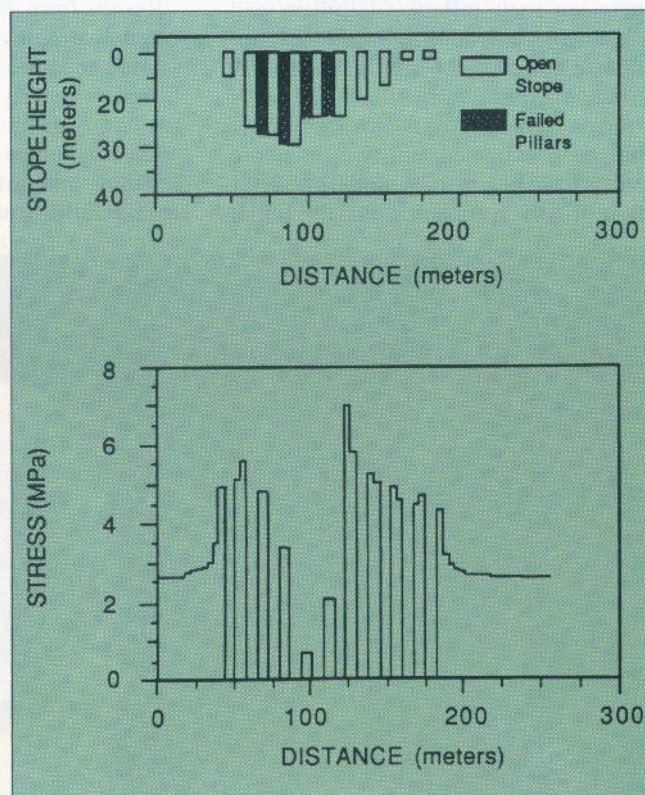 STOPE HEIGHT
(meters)
0
20
30
40
Open
Stope
Failed
Pillars
0
100
200
300
DISTANCE (meters)
STRESS (MPa)
8
6
4
2
0
0
100
200
300
DISTANCE (meters)